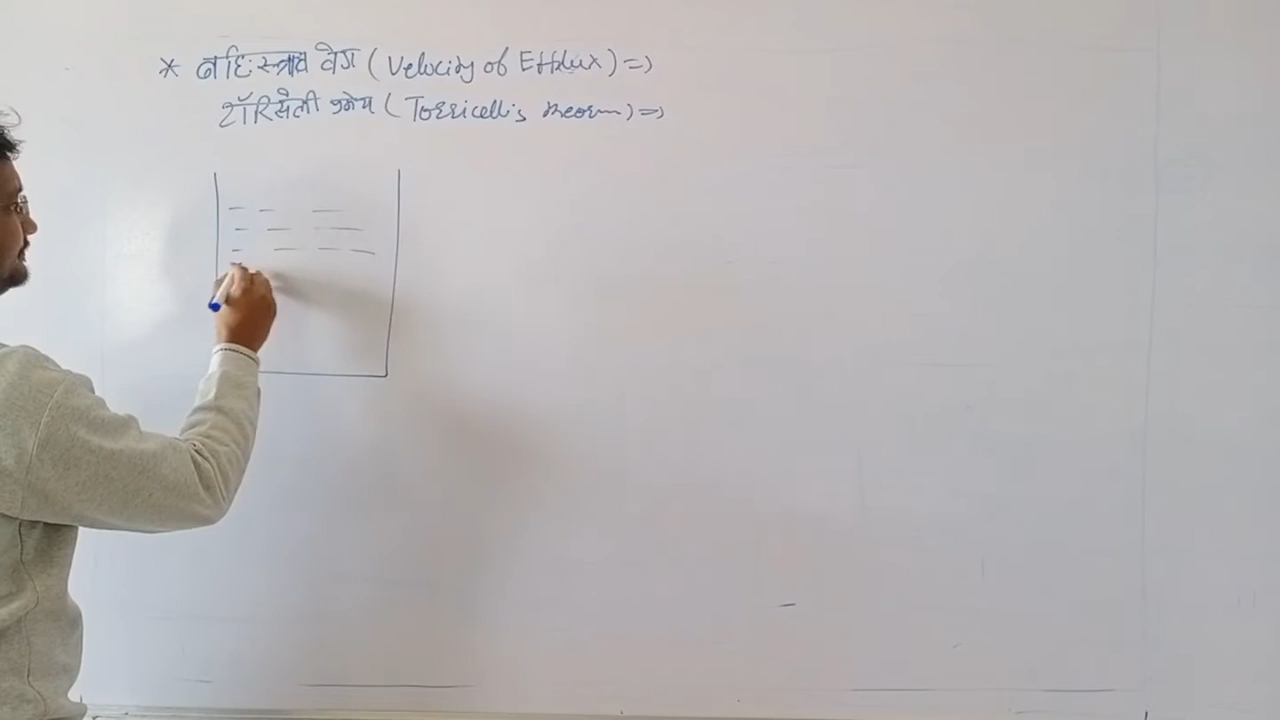 * बहिःस्त्राव वेग (Velocity of Efflux) =>
टॉरिसेली प्रमेय (Torricelli's theorem) =>